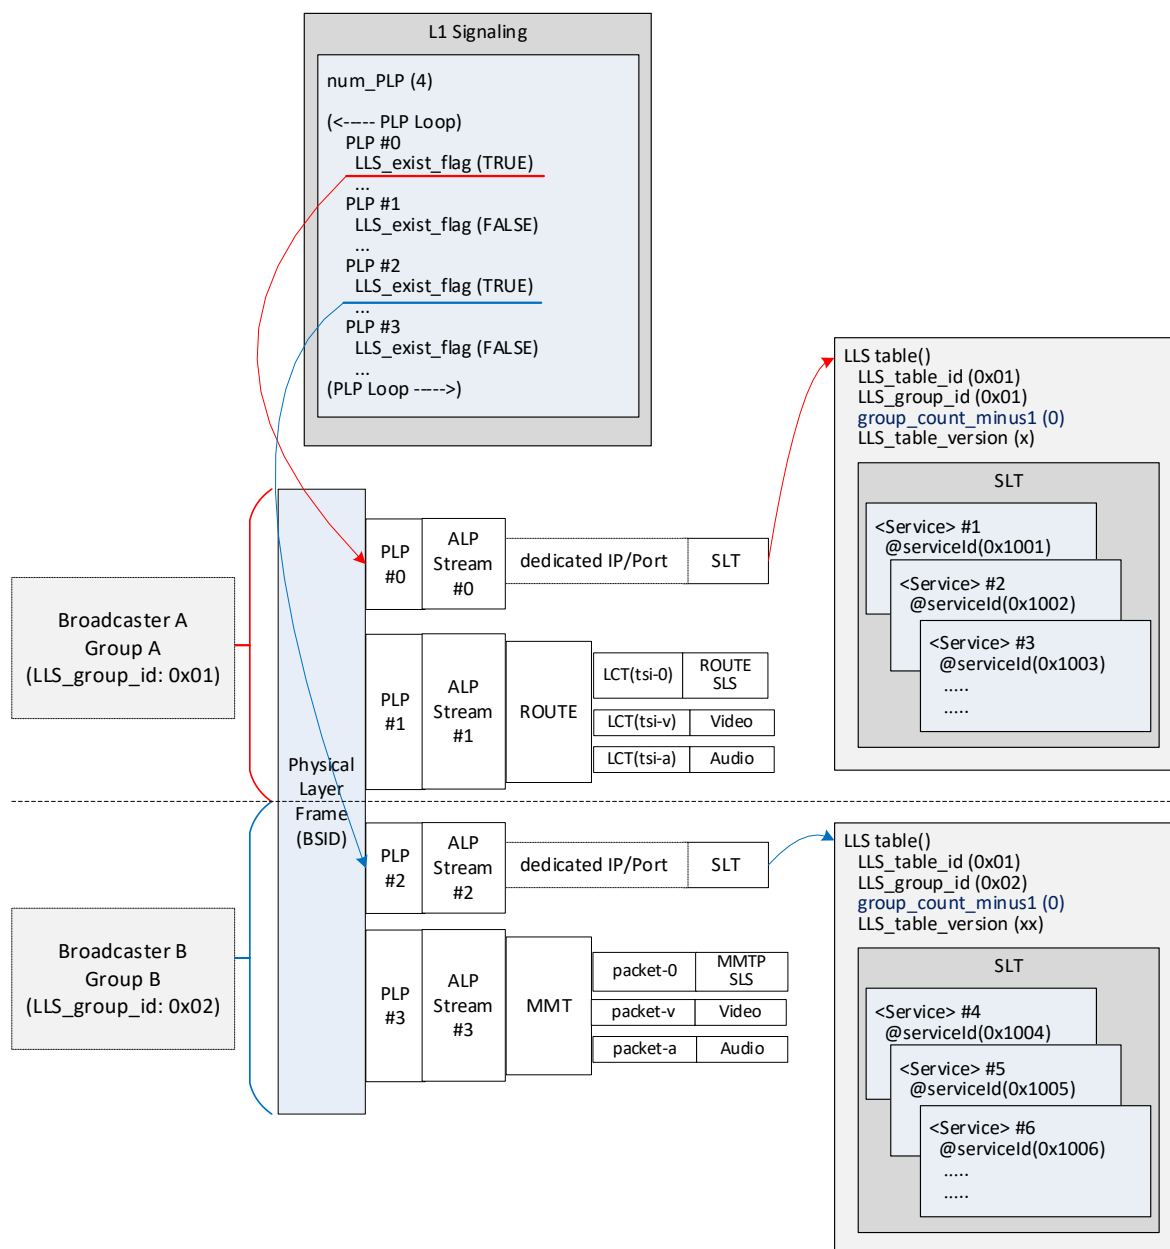 L1 Signaling
num_PLP (4)
(<----- PLP Loop)
PLP #0
LLS_exist_flag (TRUE)
...
PLP #1
LLS_exist_flag (FALSE)
...
PLP #2
LLS_exist_flag (TRUE)
...
PLP #3
LLS_exist_flag (FALSE)
...
(PLP Loop ----->)
Broadcaster A
Group A
(LLS_group_id: 0x01)
Broadcaster B
Group B
(LLS_group_id: 0x02)
Physical
Layer
Frame
(BSID)
PLP
#0
ALP
Stream
#0
dedicated IP/Port
SLT
PLP
#1
ALP
Stream
#1
ROUTE
LCT(tsi-0)
ROUTE
SLS
LCT(tsi-v)
Video
LCT(tsi-a)
Audio
PLP
#2
ALP
Stream
#2
dedicated IP/Port
SLT
PLP
#3
ALP
Stream
#3
MMT
packet-0
MMTP
SLS
packet-v
Video
packet-a
Audio
LLS table()
LLS_table_id (0x01)
LLS_group_id (0x01)
group_count_minus1 (0)
LLS_table_version (x)
SLT
<Service> #1
@serviceId(0x1001)
<Service> #2
@serviceId(0x1002)
<Service> #3
@serviceId(0x1003)
.....
.....
LLS table()
LLS_table_id (0x01)
LLS_group_id (0x02)
group_count_minus1 (0)
LLS_table_version (xx)
SLT
<Service> #4
@serviceId(0x1004)
<Service> #5
@serviceId(0x1005)
<Service> #6
@serviceId(0x1006)
.....
.....